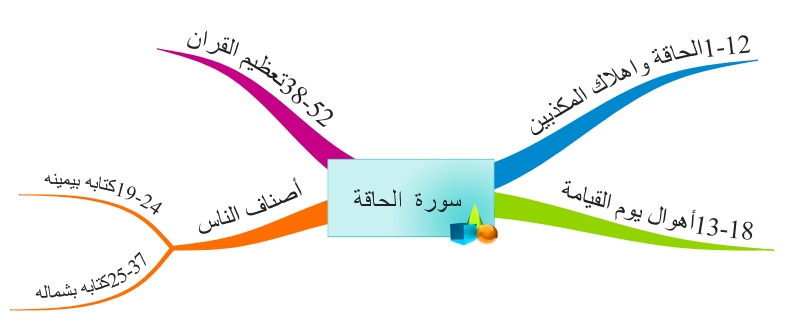 سورة الحاقة
1-12الحاقة و اهلاك المكذبين
13-18أهوال يوم القيامة
أصناف الناس
19-24كتابه بيمينه
25-37كتابه بشماله
38-52تعظيم القران